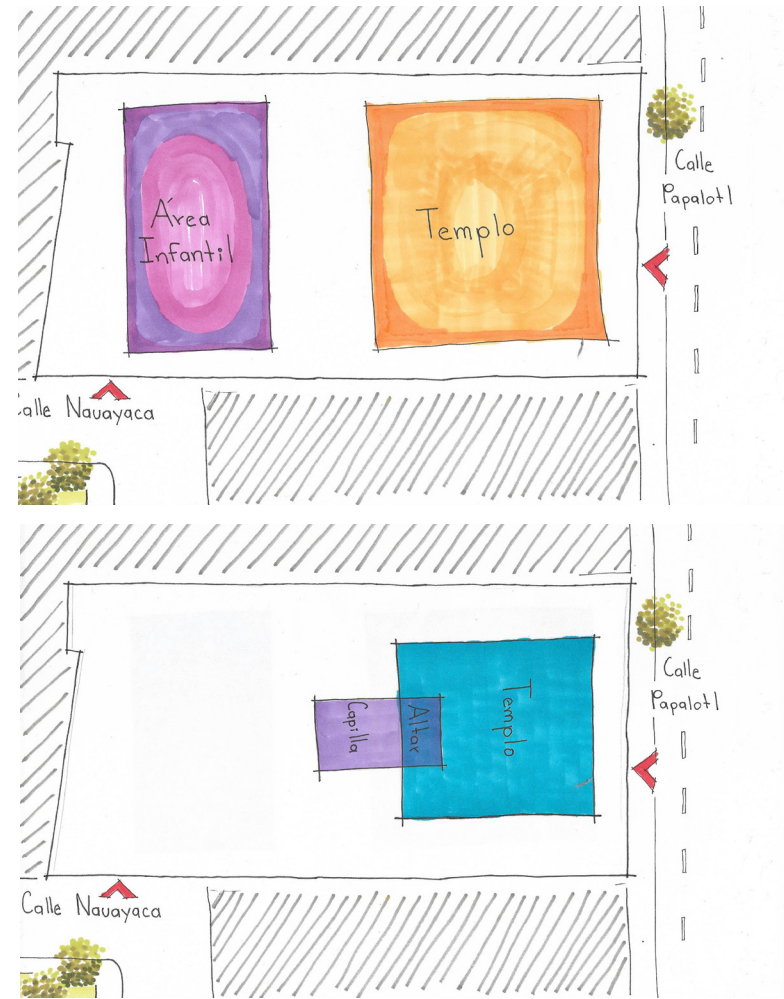 Calle
Papalotl
Área
Infantil
Templo
Calle Nauayaca
Calle
Papalotl
Templo
Altar
Capilla
Calle Nauayaca